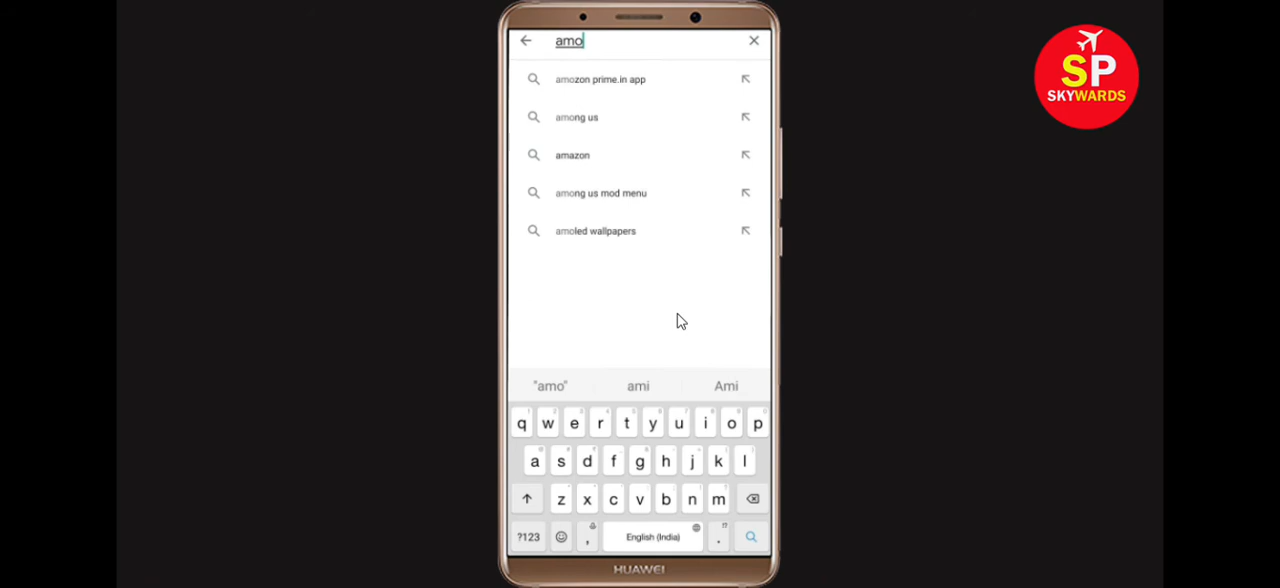 amo
amozon prime.in app
among us
amazon
among us mod menu
amoled wallpapers
"amo" ami Ami
q w e r t y u i o p
a s d f g h j k l
z x c v b n m
?123 , English (India) .
HUAWEI
SP
SKYWARDS